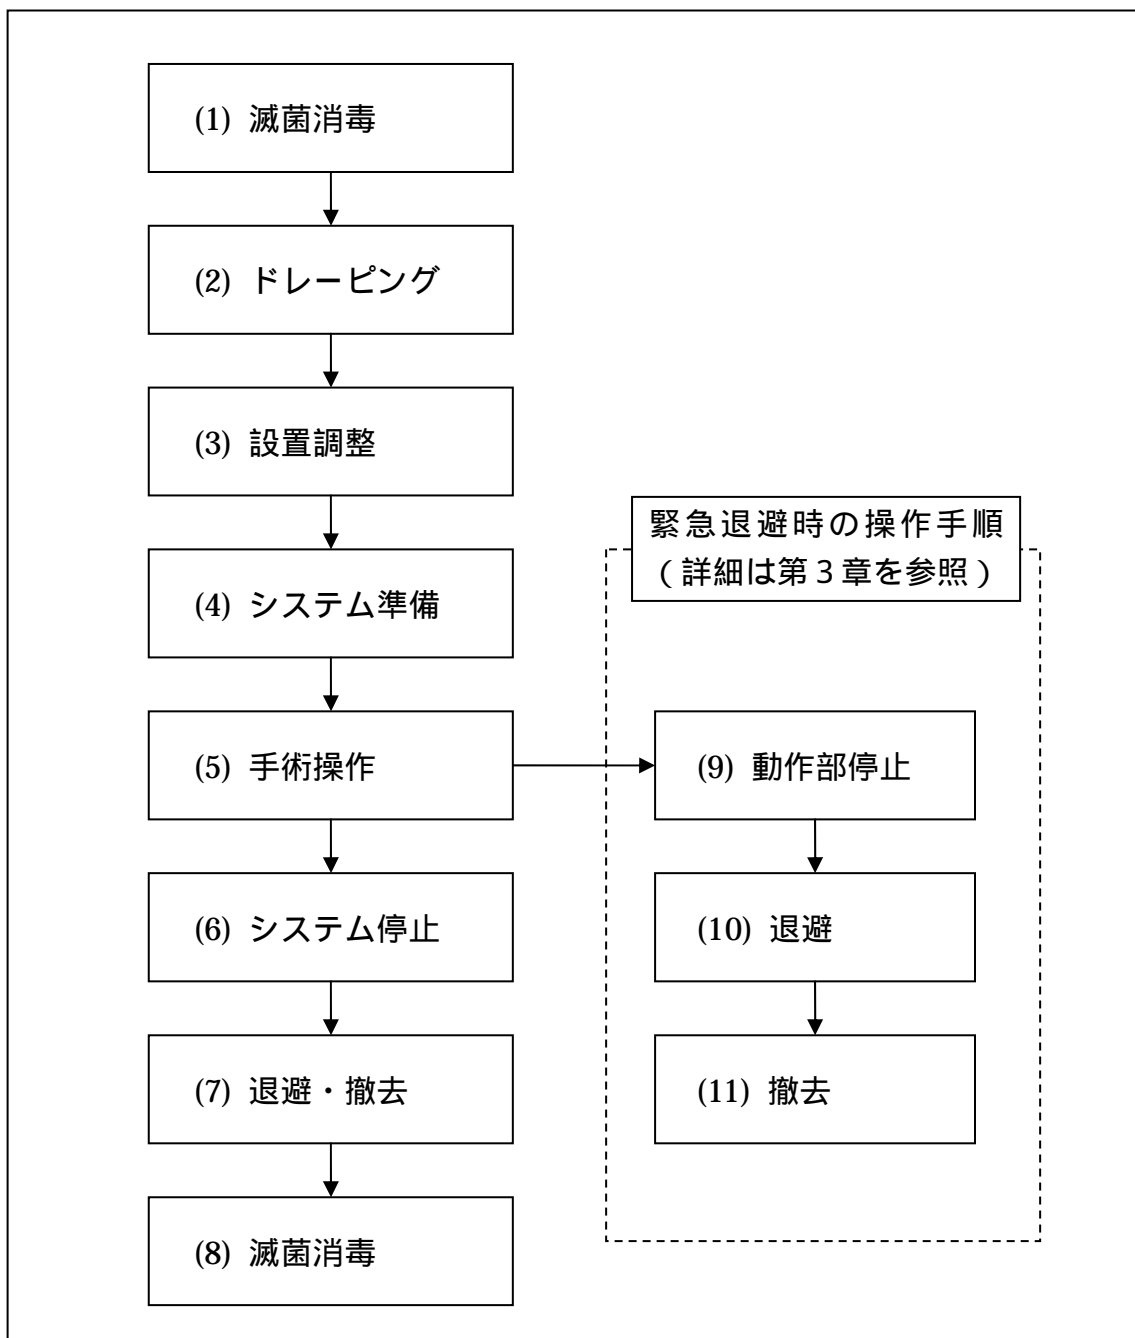 (1) 滅菌消毒
(2) ドレーピング
(3) 設置調整
(4) システム準備
(5) 手術操作
(6) システム停止
(7) 退避・撤去
(8) 滅菌消毒
緊急退避時の操作手順
（詳細は第３章を参照）
(9) 動作部停止
(10) 退避
(11) 撤去